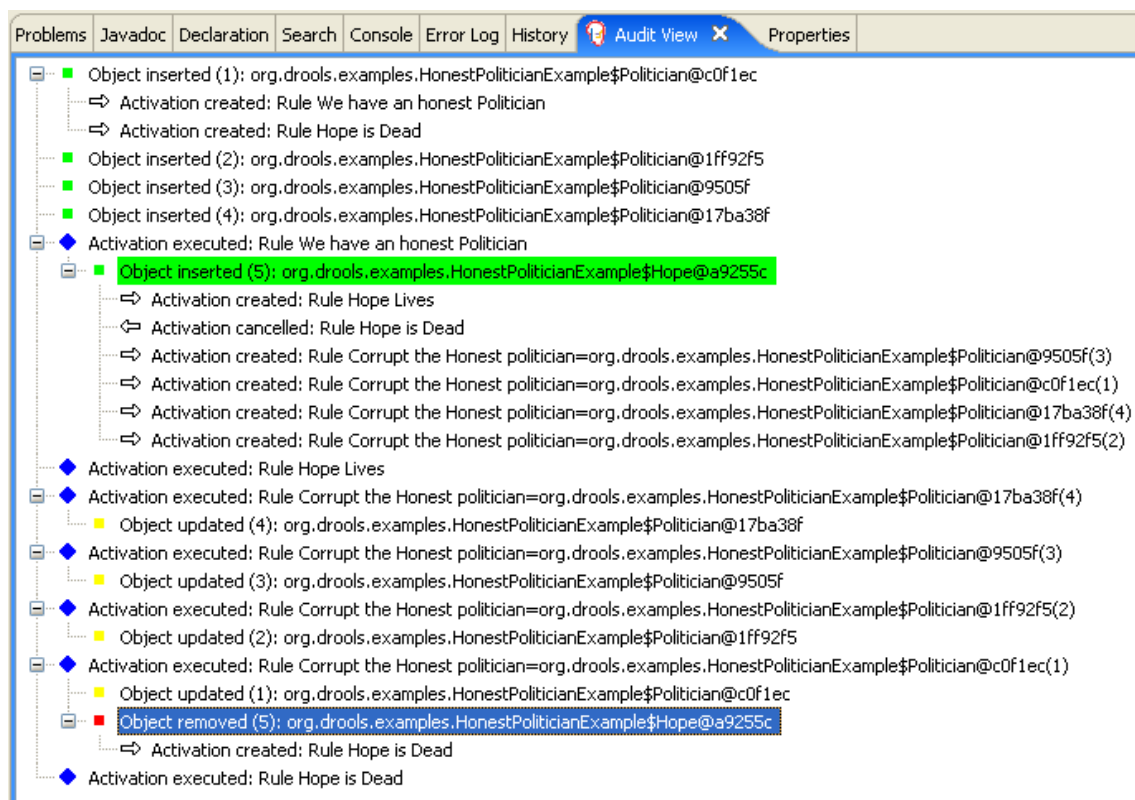 Problems Javadoc Declaration Search Console Error Log History Audit View Properties
Object inserted (1): org.drools.examples.HonestPoliticianExample$Politician@c0f1ec
Activation created: Rule We have an honest Politician
Activation created: Rule Hope is Dead
Object inserted (2): org.drools.examples.HonestPoliticianExample$Politician@1ff92f5
Object inserted (3): org.drools.examples.HonestPoliticianExample$Politician@9505f
Object inserted (4): org.drools.examples.HonestPoliticianExample$Politician@17ba38f
Activation executed: Rule We have an honest Politician
Object inserted (5): org.drools.examples.HonestPoliticianExample$Hope@a9255c
Activation created: Rule Hope Lives
Activation cancelled: Rule Hope is Dead
Activation created: Rule Corrupt the Honest politician=org.drools.examples.HonestPoliticianExample$Politician@9505f(3)
Activation created: Rule Corrupt the Honest politician=org.drools.examples.HonestPoliticianExample$Politician@c0f1ec(1)
Activation created: Rule Corrupt the Honest politician=org.drools.examples.HonestPoliticianExample$Politician@17ba38f(4)
Activation created: Rule Corrupt the Honest politician=org.drools.examples.HonestPoliticianExample$Politician@1ff92f5(2)
Activation executed: Rule Hope Lives
Activation executed: Rule Corrupt the Honest politician=org.drools.examples.HonestPoliticianExample$Politician@17ba38f(4)
Object updated (4): org.drools.examples.HonestPoliticianExample$Politician@17ba38f
Activation executed: Rule Corrupt the Honest politician=org.drools.examples.HonestPoliticianExample$Politician@9505f(3)
Object updated (3): org.drools.examples.HonestPoliticianExample$Politician@9505f
Activation executed: Rule Corrupt the Honest politician=org.drools.examples.HonestPoliticianExample$Politician@1ff92f5(2)
Object updated (2): org.drools.examples.HonestPoliticianExample$Politician@1ff92f5
Activation executed: Rule Corrupt the Honest politician=org.drools.examples.HonestPoliticianExample$Politician@c0f1ec(1)
Object updated (1): org.drools.examples.HonestPoliticianExample$Politician@c0f1ec
Object removed (5): org.drools.examples.HonestPoliticianExample$Hope@a9255c
Activation created: Rule Hope is Dead
Activation executed: Rule Hope is Dead